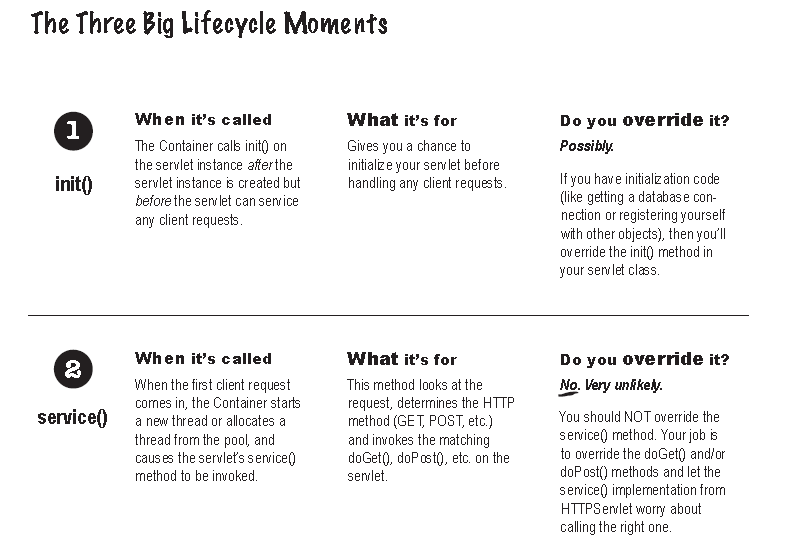 The Three Big Lifecycle Moments
1
init()
When it's called
The Container calls init() on
the servlet instance after the
servlet instance is created but
before the servlet can service
any client requests.
What it's for
Gives you a chance to
initialize your servlet before
handling any client requests.
Do you override it?
Possibly.
If you have initialization code
(like getting a database con-
nection or registering yourself
with other objects), then you'll
override the init() method in
your servlet class.
2
service()
When it's called
When the first client request
comes in, the Container starts
a new thread or allocates a
thread from the pool, and
causes the servlet's service()
method to be invoked.
What it's for
This method looks at the
request, determines the HTTP
method (GET, POST, etc.)
and invokes the matching
doGet(), doPost(), etc. on the
servlet.
Do you override it?
No. Very unlikely.
You should NOT override the
service() method. Your job is
to override the doGet() and/or
doPost() methods and let the
service() implementation from
HTTPServlet worry about
calling the right one.